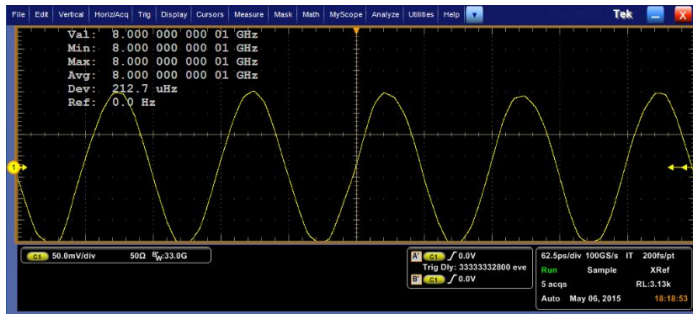 File Edit Vertical Horiz/Acq Trig Display Cursors Measure Mask Math MyScope Analyze Utilities Help Tek X
Val: 8.000 000 000 01 GHz
Min: 8.000 000 000 01 GHz
Max: 8.000 000 000 01 GHz
Avg: 8.000 000 000 01 GHz
Dev: 212.7 uHz
Ref: 0.0 Hz
1
C1 50.0mV/div 50Ω BW:33.0G
A' C1 0.0V
Trig Dly: 33333332800 eve
B' C1 0.0V
62.5ps/div 100GS/s IT 200fs/pt
Run Sample XRef
5 acqs RL:3.13k
Auto May 06, 2015 18:18:53